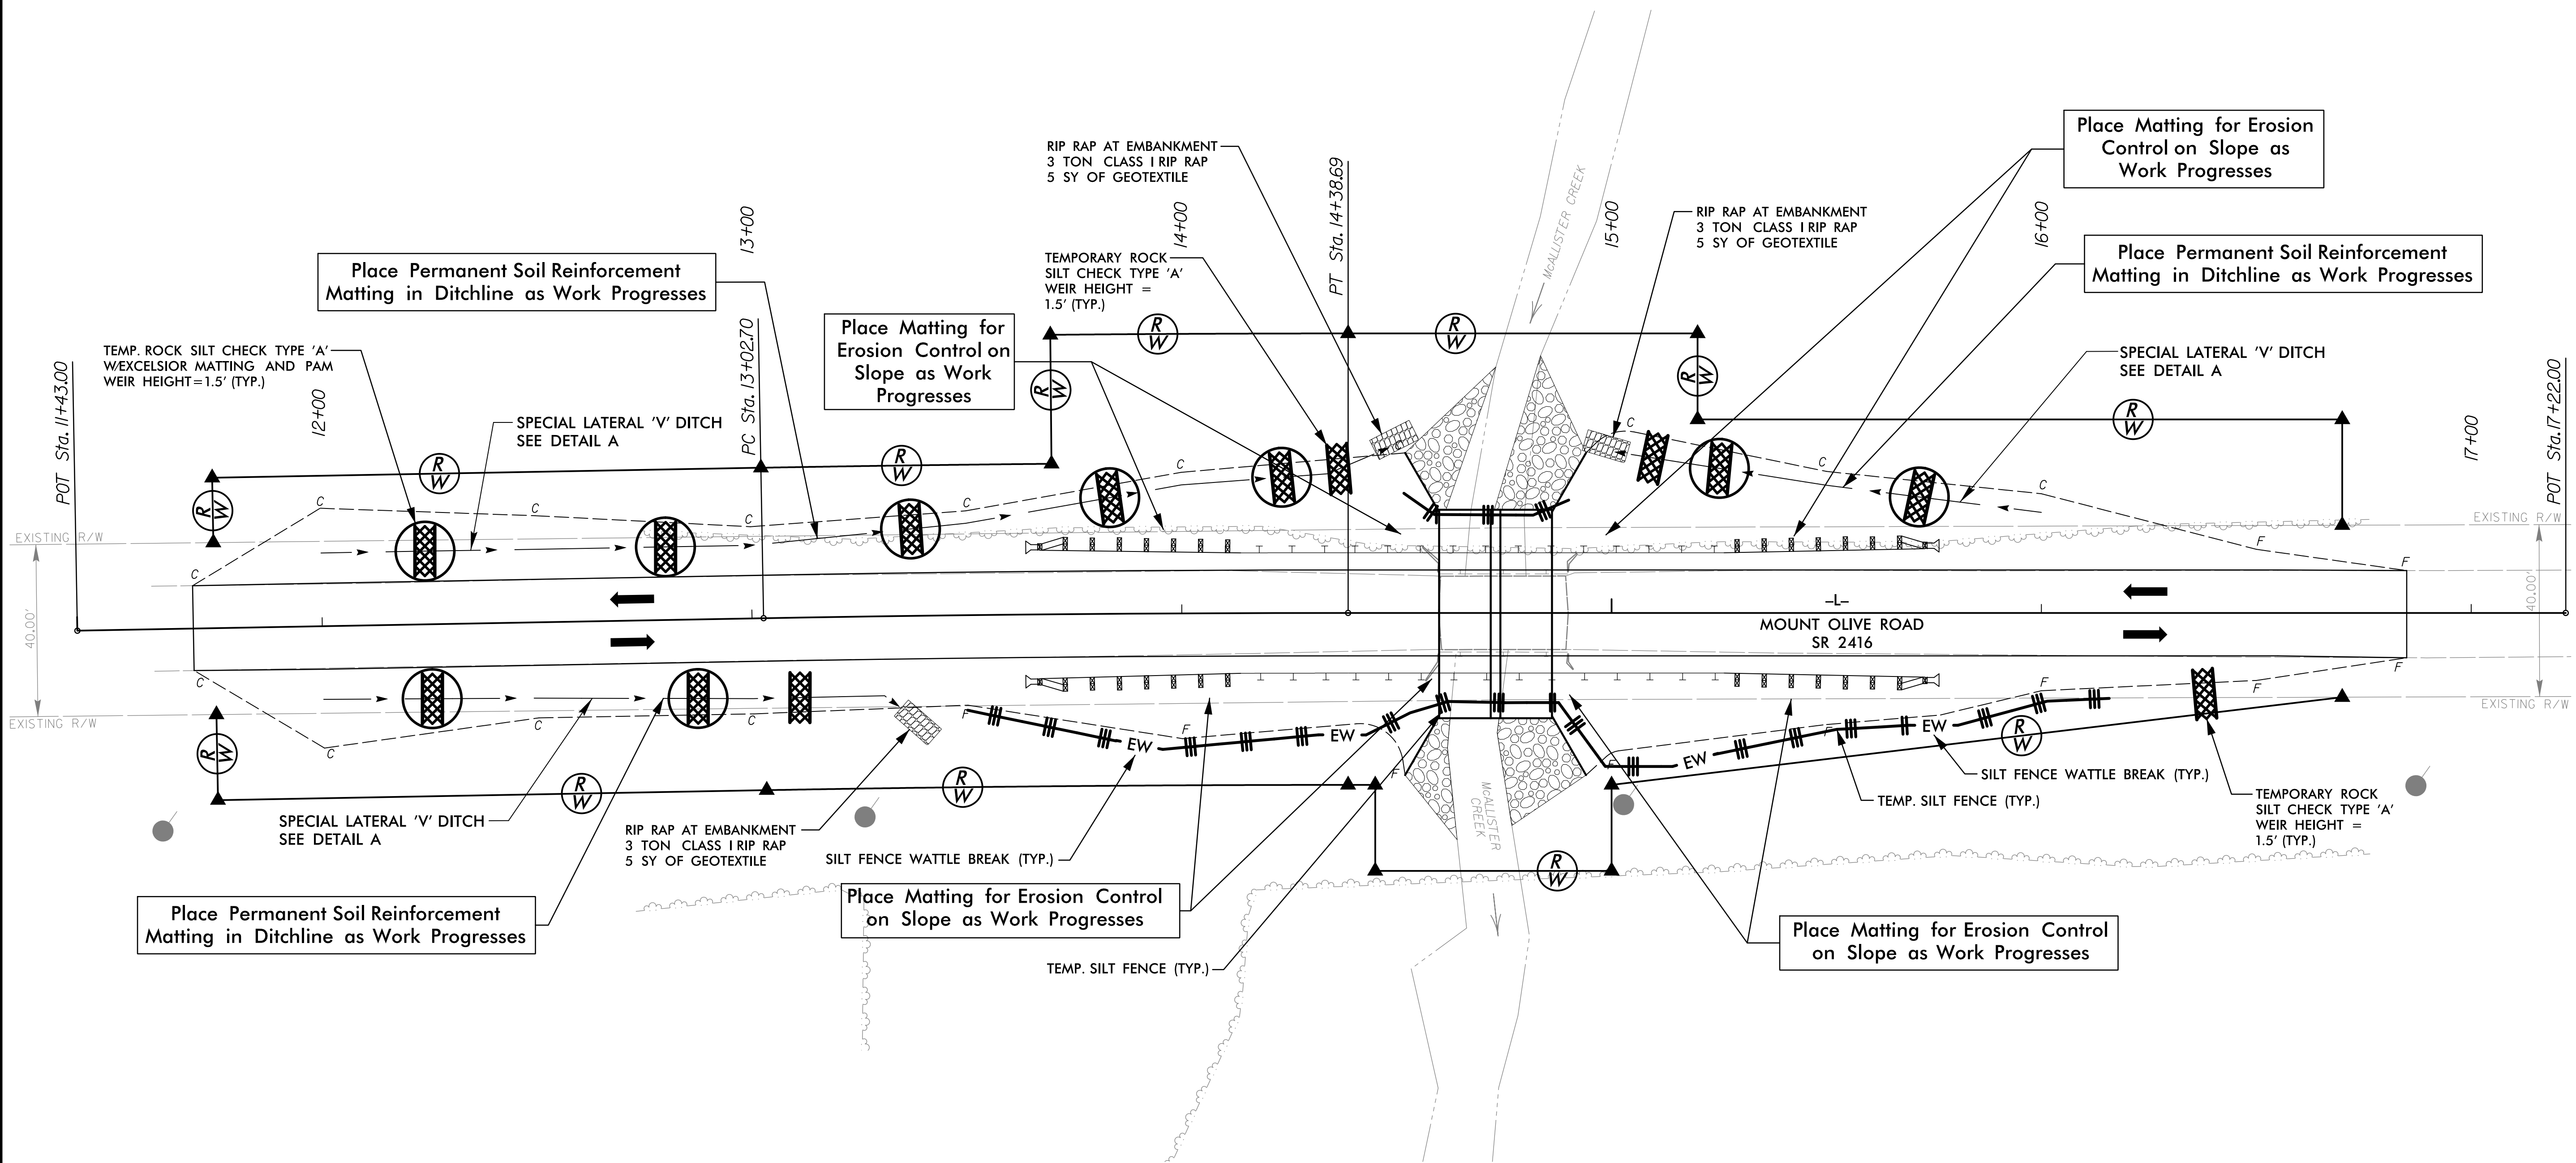 McALLISTER CREEK
Place Matting for Erosion
Control on Slope as
Work Progresses
RIP RAP AT EMBANKMENT
3 TON CLASS I RIP RAP
5 SY OF GEOTEXTILE
PT Sta. 14+38.69
13+00
14+00
15+00
16+00
RIP RAP AT EMBANKMENT
3 TON CLASS I RIP RAP
5 SY OF GEOTEXTILE
Place Permanent Soil Reinforcement
Matting in Ditchline as Work Progresses
TEMPORARY ROCK
SILT CHECK TYPE 'A'
WEIR HEIGHT =
1.5' (TYP.)
Place Permanent Soil Reinforcement
Matting in Ditchline as Work Progresses
Place Matting for
Erosion Control on
Slope as Work
Progresses
PC Sta. 13+02.70
TEMP. ROCK SILT CHECK TYPE 'A'
W/EXCELSIOR MATTING AND PAM
WEIR HEIGHT=1.5' (TYP.)
POT Sta. 11+43.00
12+00
SPECIAL LATERAL 'V' DITCH
SEE DETAIL A
SPECIAL LATERAL 'V' DITCH
SEE DETAIL A
17+00
POT Sta. 17+22.00
R W
R W
R W
R W
R W
R W
R W
R W
C
C
C
C
C
C
C
C
C
F
F
EXISTING R/W
EXISTING R/W
40.00'
40.00'
-L-
MOUNT OLIVE ROAD
SR 2416
EXISTING R/W
EXISTING R/W
C
C
C
C
F
F
F
F
F
F
F
F
EW
EW
EW
EW
R W
R W
R W
R W
R W
SILT FENCE WATTLE BREAK (TYP.)
TEMP. SILT FENCE (TYP.)
TEMPORARY ROCK
SILT CHECK TYPE 'A'
WEIR HEIGHT =
1.5' (TYP.)
SPECIAL LATERAL 'V' DITCH
SEE DETAIL A
RIP RAP AT EMBANKMENT
3 TON CLASS I RIP RAP
5 SY OF GEOTEXTILE
SILT FENCE WATTLE BREAK (TYP.)
McALLISTER
CREEK
Place Matting for Erosion Control
on Slope as Work Progresses
Place Permanent Soil Reinforcement
Matting in Ditchline as Work Progresses
Place Matting for Erosion Control
on Slope as Work Progresses
TEMP. SILT FENCE (TYP.)